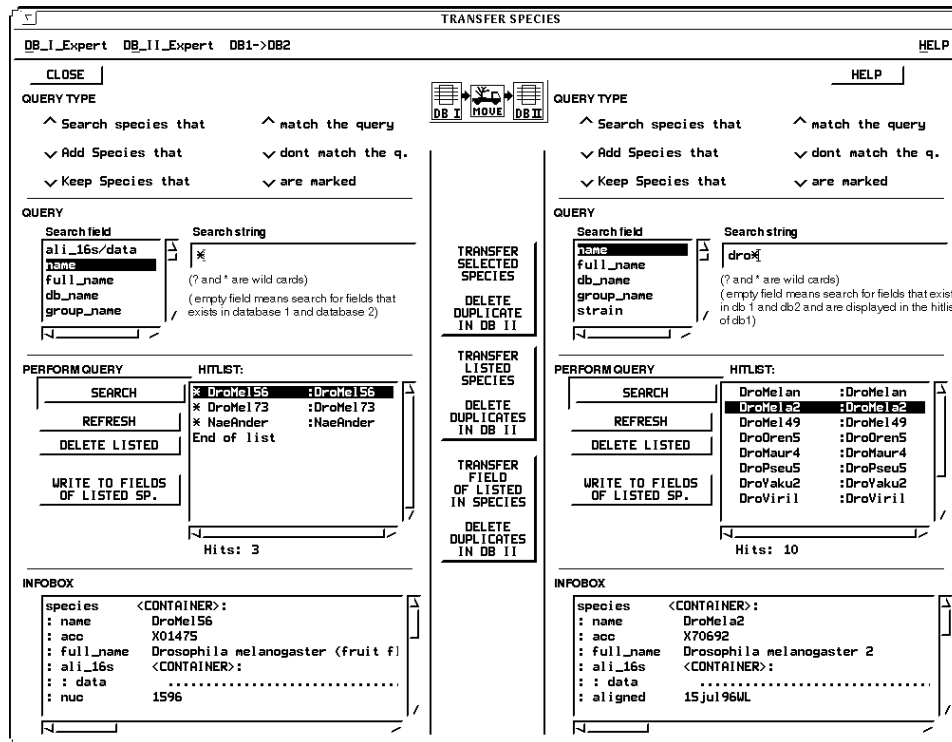 TRANSFER SPECIES
DB_I_Expert DB_II_Expert DB1->DB2 HELP
CLOSE
QUERY TYPE
^ Search species that ^ match the query
Add Species that dont match the q.
Keep Species that are marked
QUERY
Search field Search string
ali_16s/data
name
full_name
db_name
group_name
*
(? and * are wild cards)
( empty field means search for fields that
exists in database 1 and database 2)
PERFORM QUERY HITLIST:
SEARCH
REFRESH
DELETE LISTED
WRITE TO FIELDS
OF LISTED SP.
* DroMel56 :DroMel56
* DroMel73 :DroMel73
* NaeAnder :NaeAnder
End of list
Hits: 3
INFOBOX
species <CONTAINER>:
: name DroMel56
: acc X01475
: full_name Drosophila melanogaster (fruit fl
: ali_16s <CONTAINER>:
: : data ..................................
: nuc 1596
DB I MOVE DB II
TRANSFER
SELECTED
SPECIES
DELETE
DUPLICATE
IN DB II
TRANSFER
LISTED
SPECIES
DELETE
DUPLICATES
IN DB II
TRANSFER
FIELD
OF LISTED
IN SPECIES
DELETE
DUPLICATES
IN DB II
HELP
QUERY TYPE
^ Search species that ^ match the query
Add Species that dont match the q.
Keep Species that are marked
QUERY
Search field Search string
name
full_name
db_name
group_name
strain
dro*
(? and * are wild cards)
( empty field means search for fields that exist
in db 1 and db2 and are displayed in the hitlis
of db1)
PERFORM QUERY HITLIST:
SEARCH
REFRESH
DELETE LISTED
WRITE TO FIELDS
OF LISTED SP.
DroMelan :DroMelan
DroMela2 :DroMela2
DroMel49 :DroMel49
DroOren5 :DroOren5
DroMaur4 :DroMaur4
DroPseu5 :DroPseu5
DroYaku2 :DroYaku2
DroViril :DroViril
Hits: 10
INFOBOX
species <CONTAINER>:
: name DroMela2
: acc X70692
: full_name Drosophila melanogaster 2
: ali_16s <CONTAINER>:
: : data ..................................
: aligned 15jul96WL